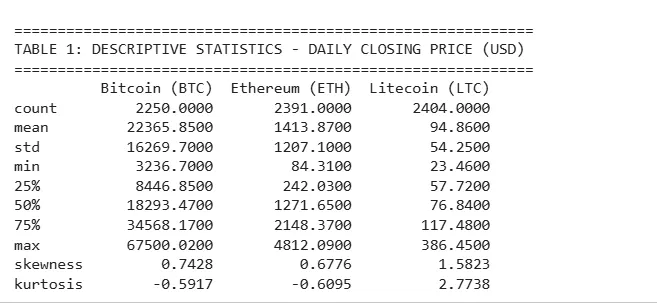 ============================================================
TABLE 1: DESCRIPTIVE STATISTICS - DAILY CLOSING PRICE (USD)
============================================================
Bitcoin (BTC) Ethereum (ETH) Litecoin (LTC)
count 2250.0000 2391.0000 2404.0000
mean 22365.8500 1413.8700 94.8600
std 16269.7000 1207.1000 54.2500
min 3236.7000 84.3100 23.4600
25% 8446.8500 242.0300 57.7200
50% 18293.4700 1271.6500 76.8400
75% 34568.1700 2148.3700 117.4800
max 67500.0200 4812.0900 386.4500
skewness 0.7428 0.6776 1.5823
kurtosis -0.5917 -0.6095 2.7738